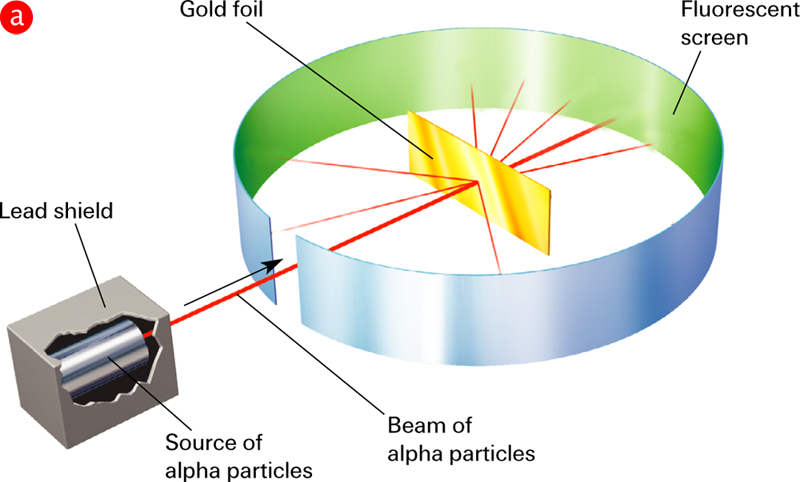 a
Gold foil
Fluorescent
screen
Lead shield
Source of
alpha particles
Beam of
alpha particles